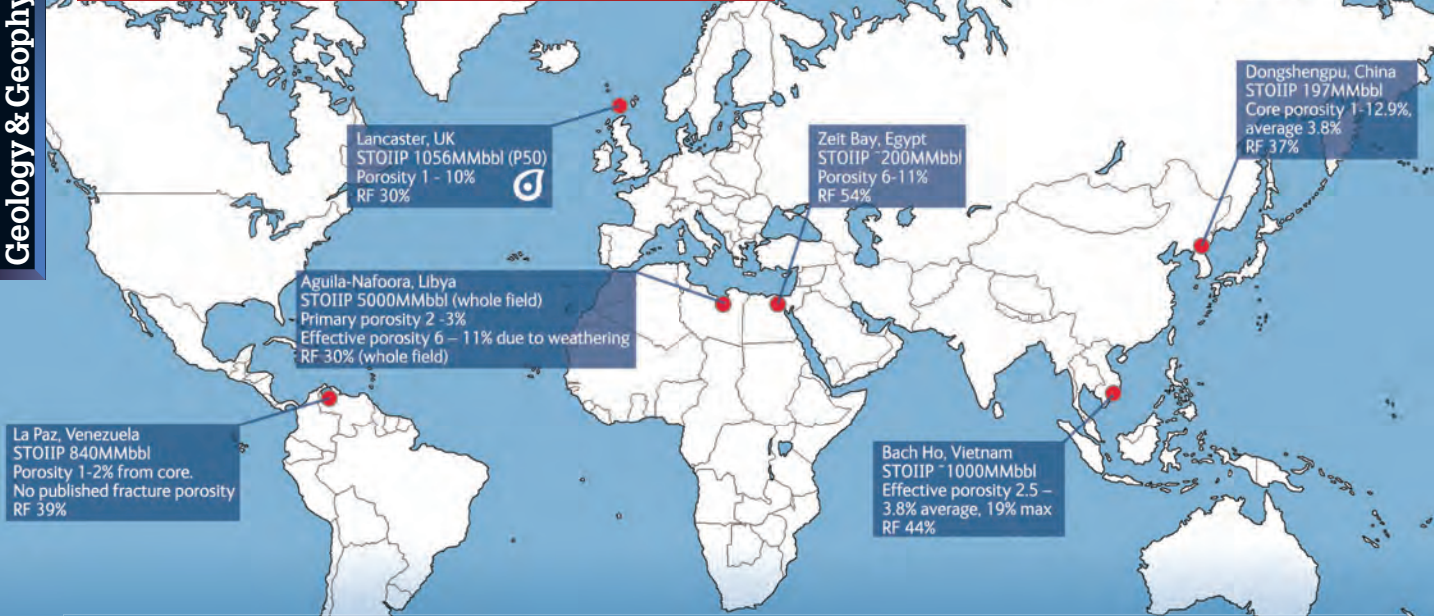 Geology & Geophy
Lancaster, UK
STOIIP 1056MMbbl (P50)
Porosity 1 - 10%
RF 30%
Zeit Bay, Egypt
STOIIP ~200MMbbl
Porosity 6-11%
RF 54%
Dongshengpu, China
STOIIP 197MMbbl
Core porosity 1-12.9%,
average 3.8%
RF 37%
Aguila-Nafoora, Libya
STOIIP 5000MMbbl (whole field)
Primary porosity 2 -3%
Effective porosity 6 – 11% due to weathering
RF 30% (whole field)
La Paz, Venezuela
STOIIP 840MMbbl
Porosity 1-2% from core.
No published fracture porosity
RF 39%
Bach Ho, Vietnam
STOIIP ~1000MMbbl
Effective porosity 2.5 –
3.8% average, 19% max
RF 44%